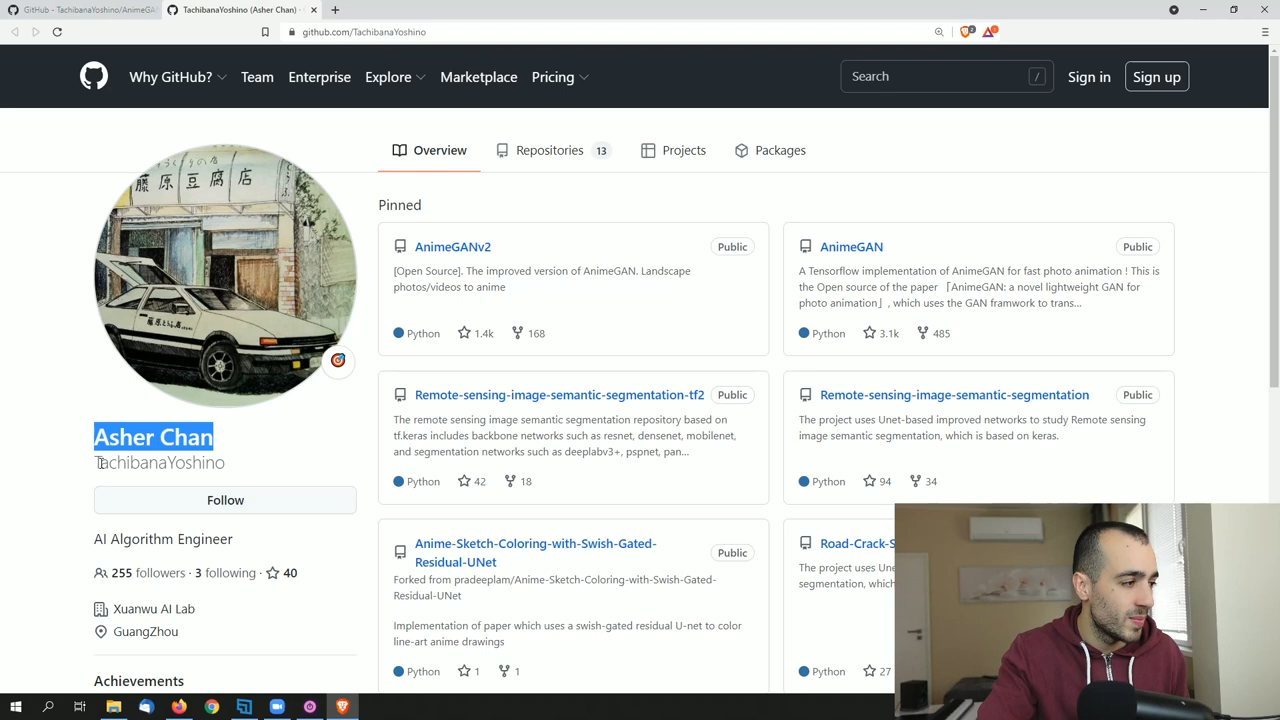 GitHub - TachibanaYoshino/AnimeGA
TachibanaYoshino (Asher Chan) ·
github.com/TachibanaYoshino
Why GitHub?
Team
Enterprise
Explore
Marketplace
Pricing
Search
/
Sign in
Sign up
Overview
Repositories 13
Projects
Packages
藤原豆腐店
Asher Chan
TachibanaYoshino
Follow
AI Algorithm Engineer
255 followers · 3 following · 40
Xuanwu AI Lab
GuangZhou
Achievements
Pinned
AnimeGANv2
Public
[Open Source]. The improved version of AnimeGAN. Landscape
photos/videos to anime
Python 1.4k 168
AnimeGAN
Public
A Tensorflow implementation of AnimeGAN for fast photo animation ! This is
the Open source of the paper 「AnimeGAN: a novel lightweight GAN for
photo animation」, which uses the GAN framwork to trans...
Python 3.1k 485
Remote-sensing-image-semantic-segmentation-tf2
Public
The remote sensing image semantic segmentation repository based on
tf.keras includes backbone networks such as resnet, densenet, mobilenet,
and segmentation networks such as deeplabv3+, pspnet, pan...
Python 42 18
Remote-sensing-image-semantic-segmentation
Public
The project uses Unet-based improved networks to study Remote sensing
image semantic segmentation, which is based on keras.
Python 94 34
Anime-Sketch-Coloring-with-Swish-Gated-
Residual-UNet
Public
Forked from pradeeplam/Anime-Sketch-Coloring-with-Swish-Gated-
Residual-UNet
Implementation of paper which uses a swish-gated residual U-net to color
line-art anime drawings
Python 1 1
Road-Crack-S
The project uses Une
segmentation, which
Python 27